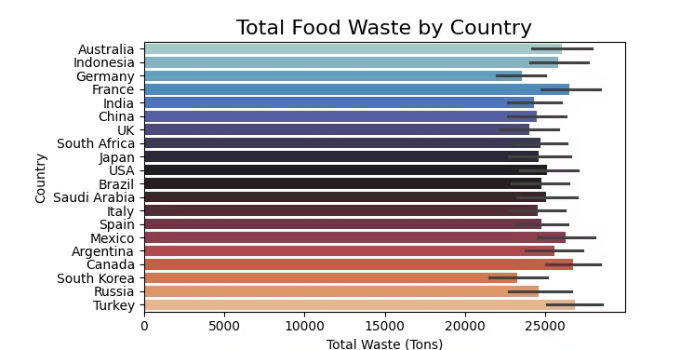 Total Food Waste by Country
Country
Australia
Indonesia
Germany
France
India
China
UK
South Africa
Japan
USA
Brazil
Saudi Arabia
Italy
Spain
Mexico
Argentina
Canada
South Korea
Russia
Turkey
0 5000 10000 15000 20000 25000
Total Waste (Tons)